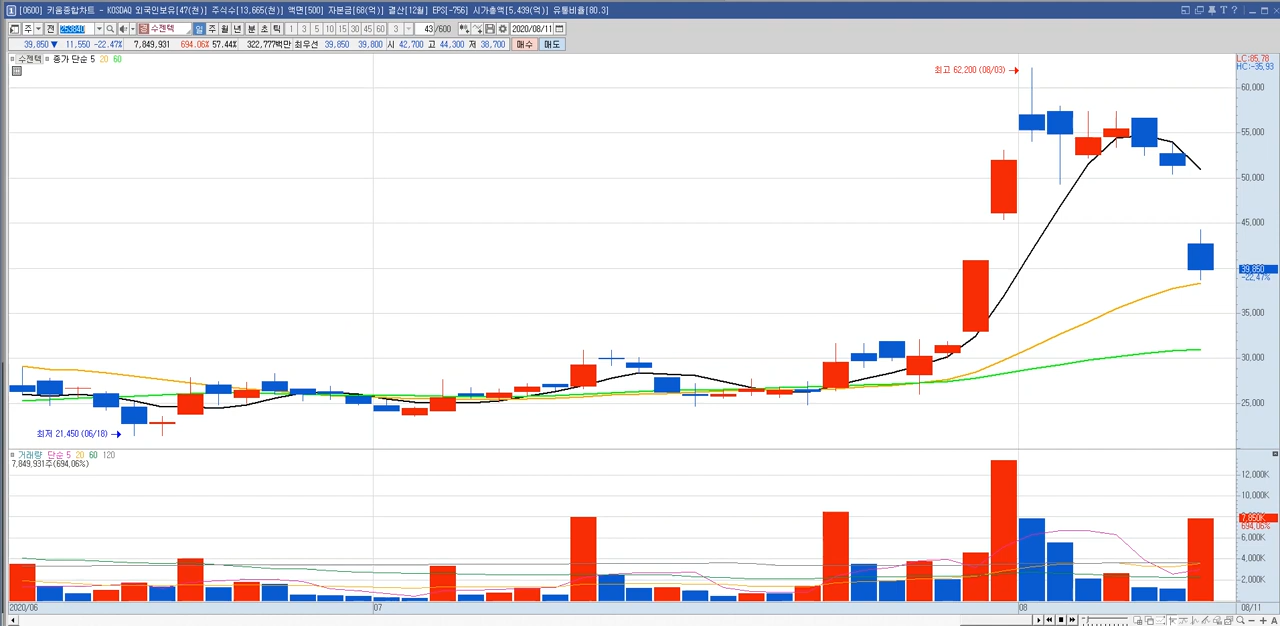 [0600] 키움종합차트 - KOSDAQ 외국인보유[47(천)] 주식수[13,665(천)] 액면[500] 자본금[68(억)] 결산[12월] EPS[-756] 시가총액[5,439(억)] 유통비율[80.3]
주 전 253840 수젠텍 일 주 월 년 분 초 틱 1 3 5 10 15 30 45 60 3 43 /600 2020/08/11
39,850 ▼ 11,550 -22.47% 7,849,931 694.06% 57.44% 322,777백만 최우선 39,850 39,800 시 42,700 고 44,300 저 38,700 매수 매도
수젠텍 종가 단순 5 20 60
LC:85.78
HC:-35.93
최고 62,200 (08/03)
60,000
55,000
50,000
45,000
39,850
-22.47%
35,000
30,000
25,000
최저 21,450 (06/18)
거래량 단순 5 20 60 120
7,849,931주(694.06%)
12,000K
10,000K
7,850K
694.06%
6,000K
4,000K
2,000K
2020/06 07 08 08/11